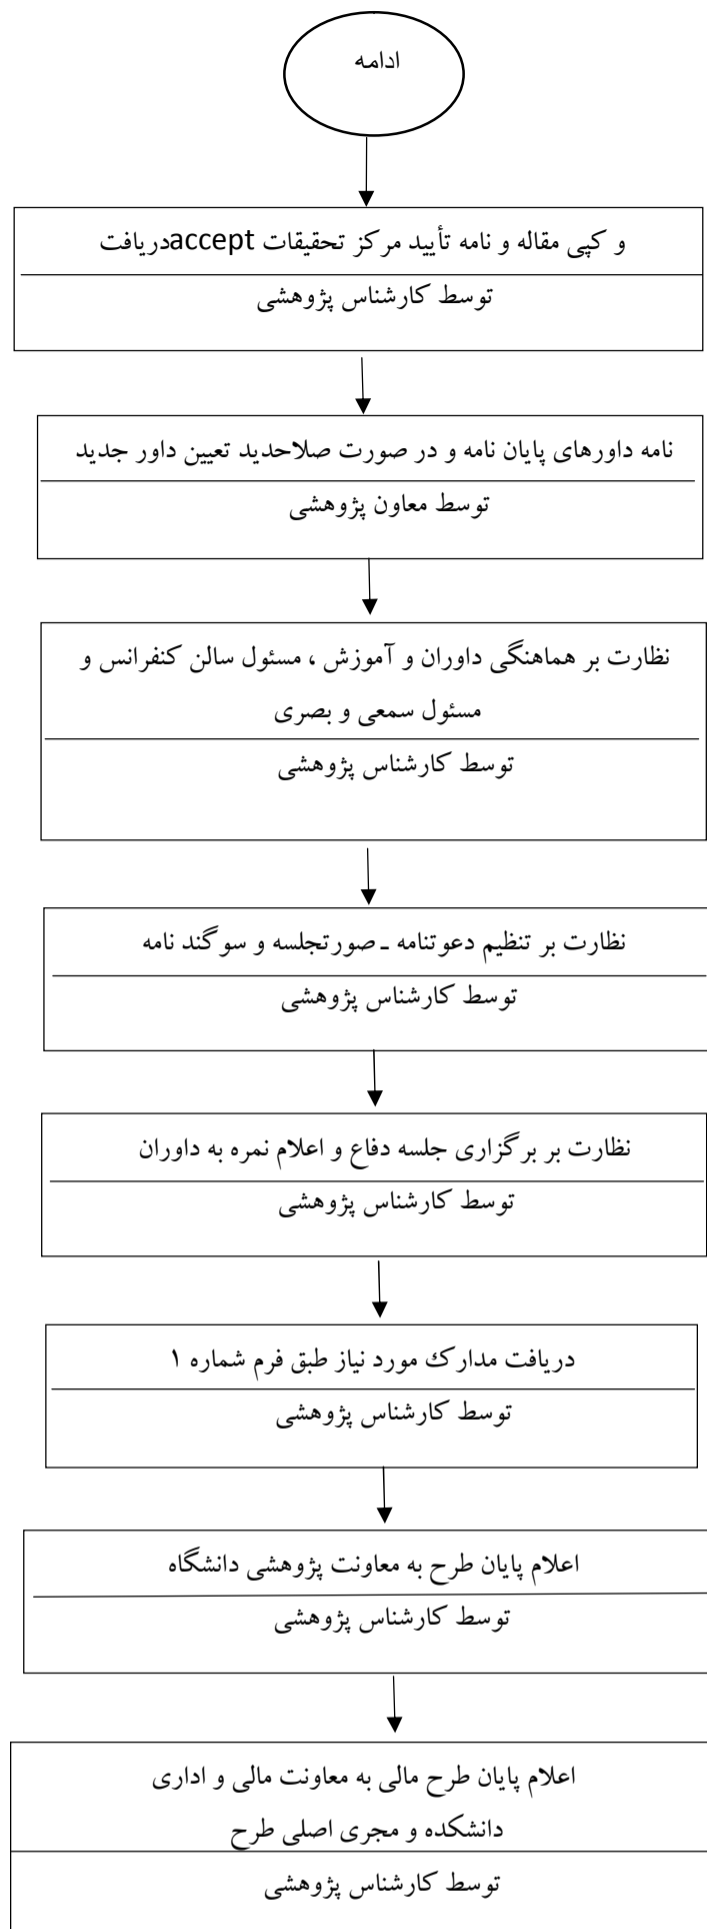 ادامه
دریافت accept و کپی مقاله و نامه تأیید مرکز تحقیقات
توسط کارشناس پژوهشی
نامه داورهای پایان نامه و در صورت صلاحدید تعیین داور جدید
توسط معاون پژوهشی
نظارت بر هماهنگی داوران و آموزش ، مسئول سالن کنفرانس و
مسئول سمعی و بصری
توسط کارشناس پژوهشی
نظارت بر تنظیم دعوتنامه ـ صورتجلسه و سوگند نامه
توسط کارشناس پژوهشی
نظارت بر برگزاری جلسه دفاع و اعلام نمره به داوران
توسط کارشناس پژوهشی
دریافت مدارک مورد نیاز طبق فرم شماره ۱
توسط کارشناس پژوهشی
اعلام پایان طرح به معاونت پژوهشی دانشگاه
توسط کارشناس پژوهشی
اعلام پایان طرح مالی به معاونت مالی و اداری
دانشکده و مجری اصلی طرح
توسط کارشناس پژوهشی